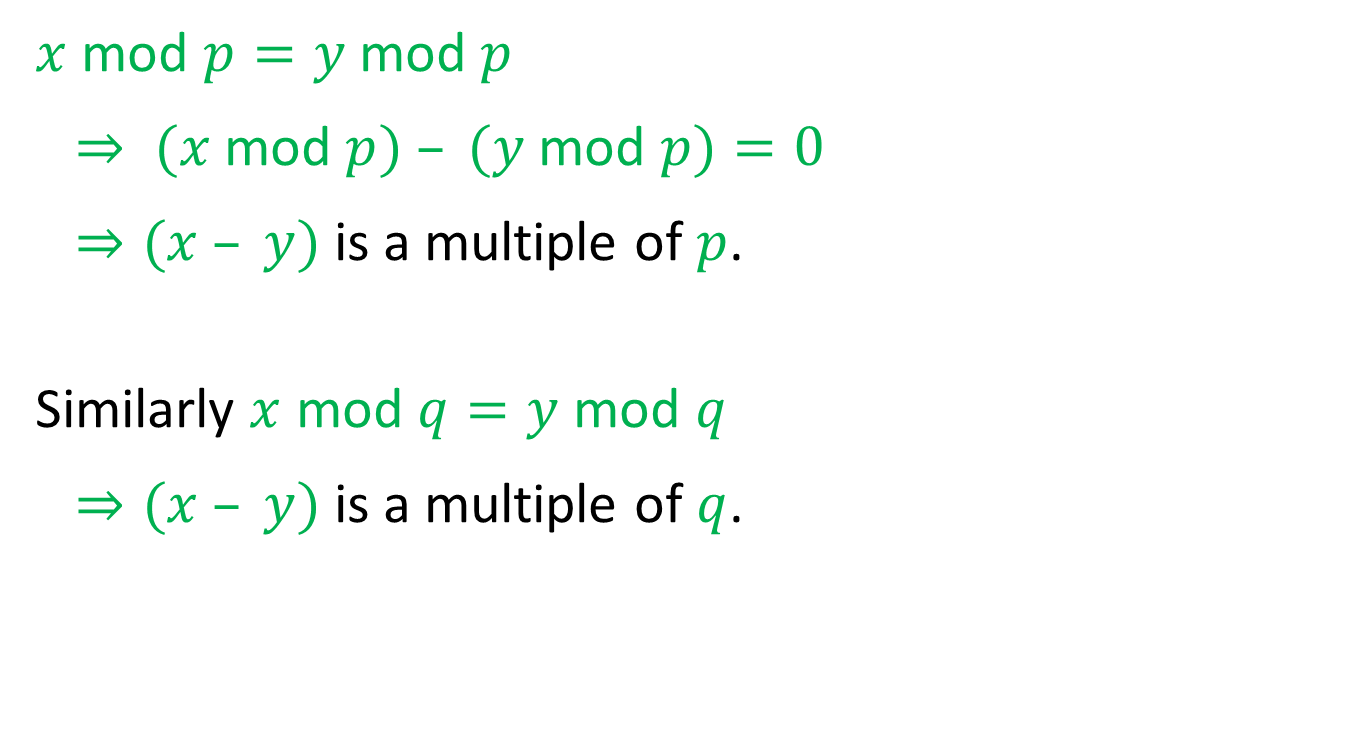 x mod p = y mod p
⇒ (x mod p) – (y mod p) = 0
⇒ (x – y) is a multiple of p.
Similarly x mod q = y mod q
⇒ (x – y) is a multiple of q.